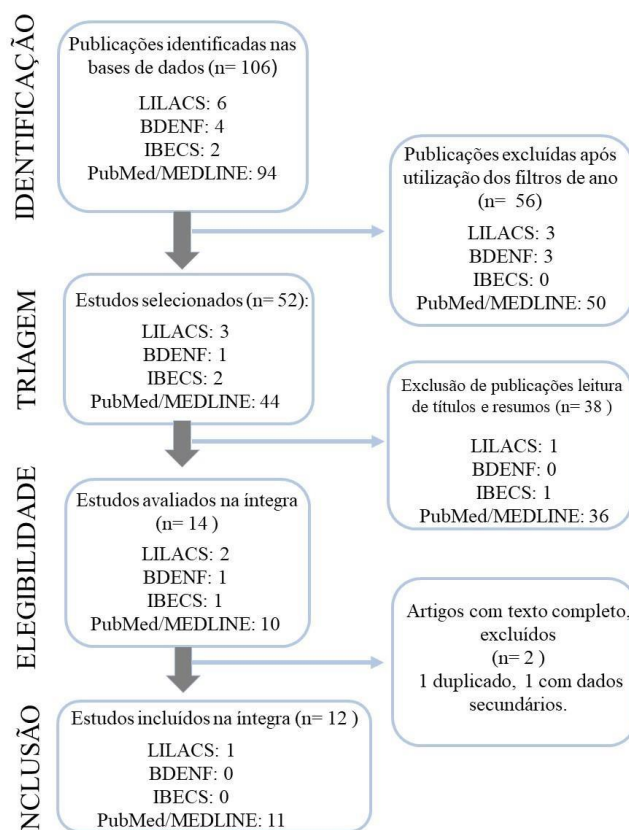 IDENTIFICAÇÃO
Publicações identificadas nas
bases de dados (n= 106)
LILACS: 6
BDENF: 4
IBECS: 2
PubMed/MEDLINE: 94
Publicações excluídas após
utilização dos filtros de ano
(n= 56)
LILACS: 3
BDENF: 3
IBECS: 0
PubMed/MEDLINE: 50
TRIAGEM
Estudos selecionados (n= 52):
LILACS: 3
BDENF: 1
IBECS: 2
PubMed/MEDLINE: 44
Exclusão de publicações leitura
de títulos e resumos (n= 38 )
LILACS: 1
BDENF: 0
IBECS: 1
PubMed/MEDLINE: 36
ELEGIBILIDADE
Estudos avaliados na íntegra
(n= 14 )
LILACS: 2
BDENF: 1
IBECS: 1
PubMed/MEDLINE: 10
Artigos com texto completo,
excluídos
(n= 2 )
1 duplicado, 1 com dados
secundários.
NCLUSÃO
Estudos incluídos na íntegra (n= 12 )
LILACS: 1
BDENF: 0
IBECS: 0
PubMed/MEDLINE: 11